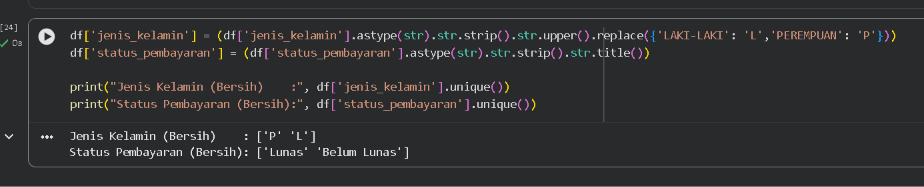 [24]
0s
df['jenis_kelamin'] = (df['jenis_kelamin'].astype(str).str.strip().str.upper().replace({'LAKI-LAKI': 'L','PEREMPUAN': 'P'}))
df['status_pembayaran'] = (df['status_pembayaran'].astype(str).str.strip().str.title())
print("Jenis Kelamin (Bersih)    :", df['jenis_kelamin'].unique())
print("Status Pembayaran (Bersih):", df['status_pembayaran'].unique())
Jenis Kelamin (Bersih)    : ['P' 'L']
Status Pembayaran (Bersih): ['Lunas' 'Belum Lunas']